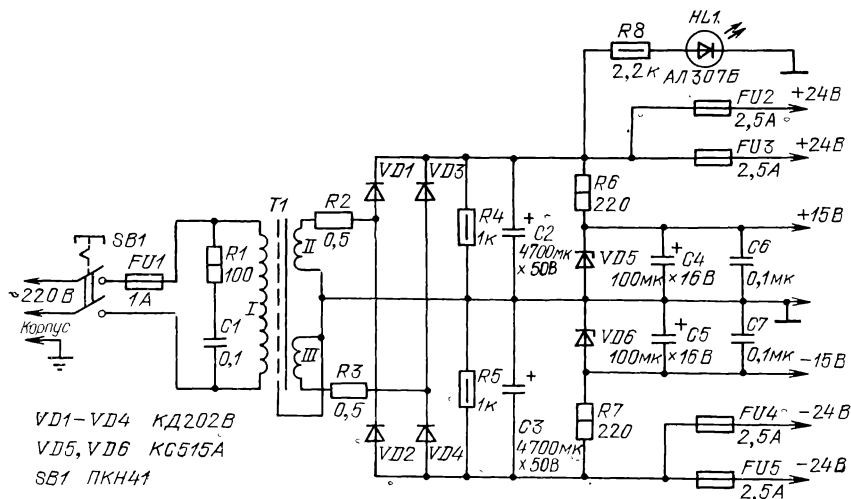 HL1.
R8
2,2к
АЛ307Б
+24В
FU2
2,5А
+24В
FU3
2,5А
VD1
VD3
R6
220
T1
R2
0,5
R4
1к
+
C2
4700мк
×50В
+15В
SB1
FU1
1А
R1
100
II
VD5
+
C4
100мк×16В
C6
0,1мк
220В
I
Корпус
C1
0,1
III
R3
0,5
R5
1к
+
C3
4700мк
×50В
VD6
+
C5
100мк×16В
C7
0,1мк
-15В
R7
220
FU4
2,5А
-24В
VD2
VD4
FU5
2,5А
-24В
VD1-VD4 КД202В
VD5, VD6 КС515А
SB1 ПКН41